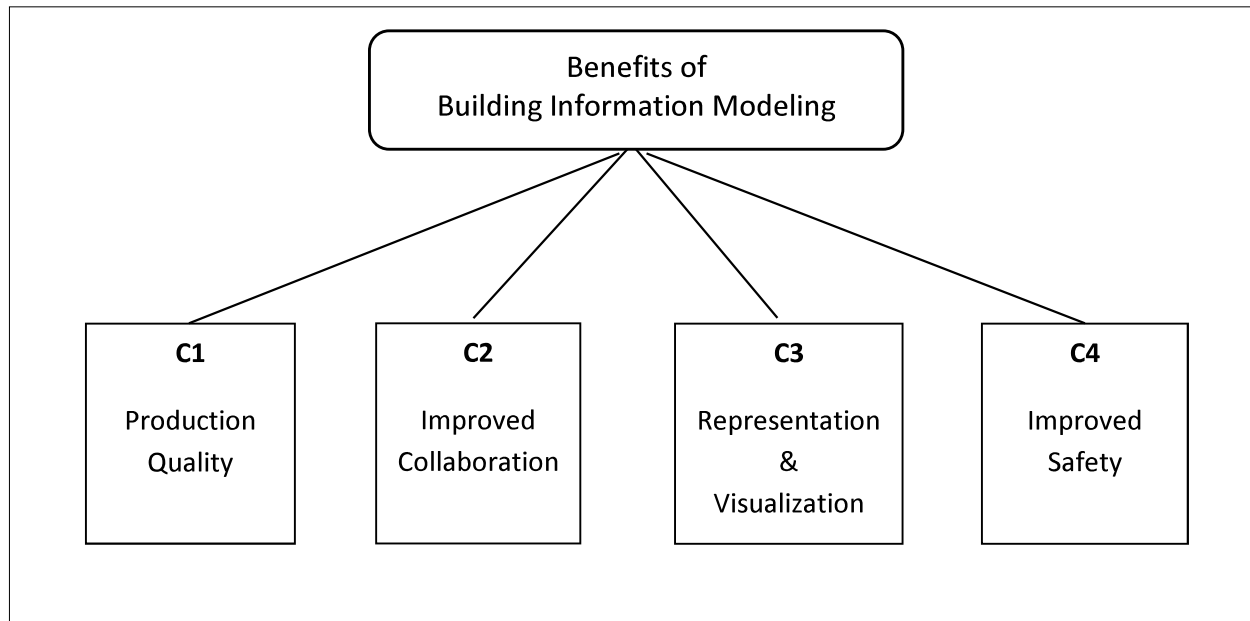 Benefits of
Building Information Modeling
C1
Production
Quality
C2
Improved
Collaboration
C3
Representation
&
Visualization
C4
Improved
Safety